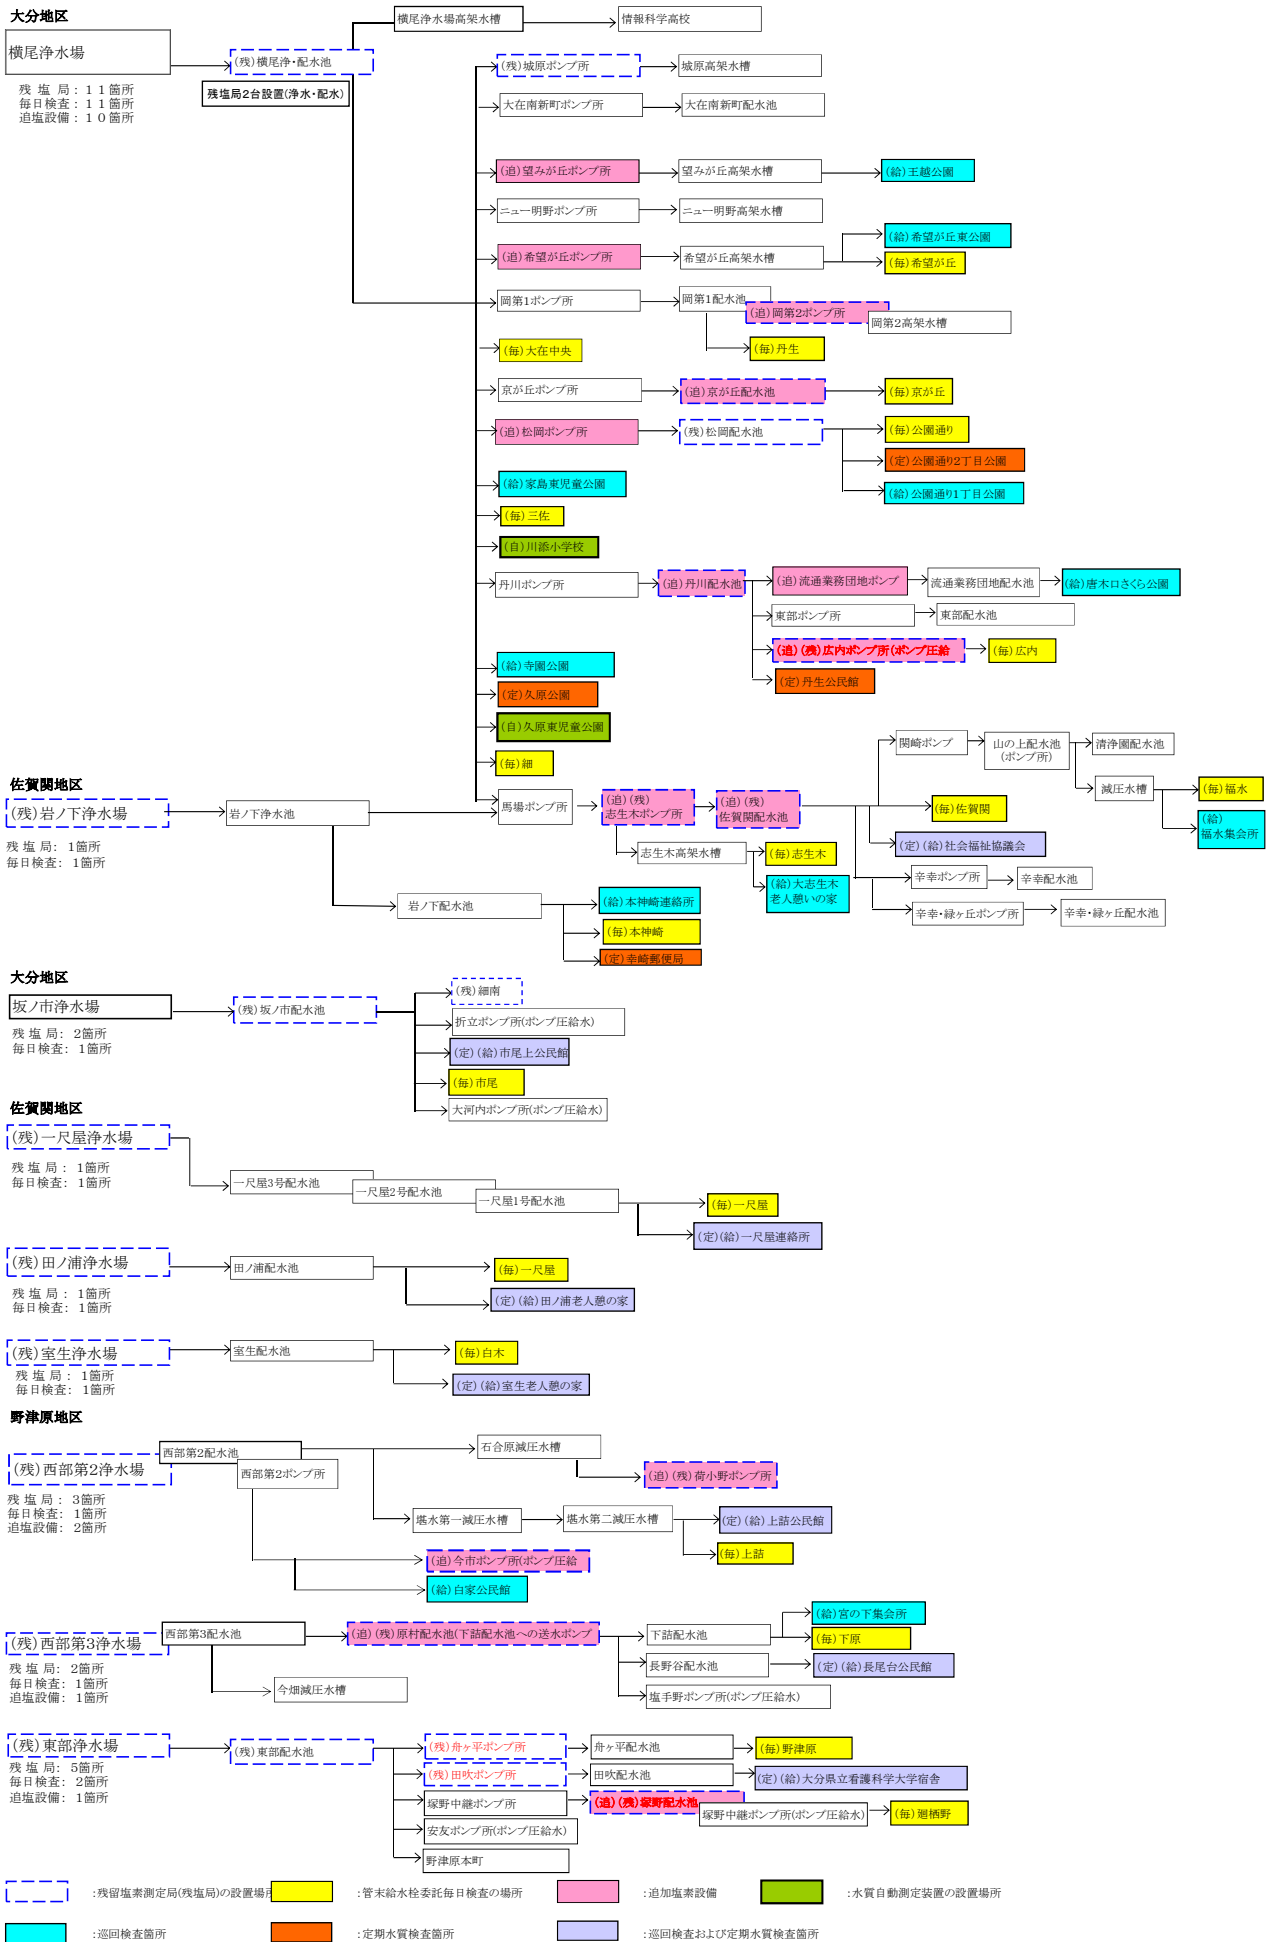 大分地区
横尾浄水場
残 塩 局 : 1 1 箇所
毎日検査 : 1 1 箇所
追塩設備 : 1 0 箇所
(残)横尾浄・配水池
残塩局2台設置(浄水・配水)
横尾浄水場高架水槽
情報科学高校
(残)城原ポンプ所
城原高架水槽
大在南新町ポンプ所
大在南新町配水池
(追)望みが丘ポンプ所
望みが丘高架水槽
(給)王越公園
ニュー明野ポンプ所
ニュー明野高架水槽
(追)希望が丘ポンプ所
希望が丘高架水槽
(給)希望が丘東公園
(毎)希望が丘
岡第1ポンプ所
岡第1配水池
(追)岡第2ポンプ所
岡第2高架水槽
(毎)大在中央
(毎)丹生
京が丘ポンプ所
(追)京が丘配水池
(毎)京が丘
(追)松岡ポンプ所
(残)松岡配水池
(毎)公園通り
(定)公園通り2丁目公園
(給)公園通り1丁目公園
(給)家島東児童公園
(毎)三佐
(自)川添小学校
丹川ポンプ所
(追)丹川配水池
(追)流通業務団地ポンプ
流通業務団地配水池
(給)唐木口さくら公園
東部ポンプ所
東部配水池
(追)(残)広内ポンプ所(ポンプ圧給
(毎)広内
(定)丹生公民館
(給)寺園公園
(定)久原公園
(自)久原東児童公園
(毎)細
馬場ポンプ所
(追)(残)
志生木ポンプ所
(追)(残)
佐賀関配水池
関崎ポンプ
山の上配水池
(ポンプ所)
清浄園配水池
減圧水槽
(毎)福水
(給)
福水集会所
(毎)佐賀関
(定)(給)社会福祉協議会
辛幸ポンプ所
辛幸配水池
辛幸・緑ヶ丘ポンプ所
辛幸・緑ヶ丘配水池
志生木高架水槽
(毎)志生木
(給)大志生木
老人憩いの家
佐賀関地区
(残)岩ノ下浄水場
残 塩 局: 1箇所
毎日検査: 1箇所
岩ノ下浄水池
岩ノ下配水池
(給)本神崎連絡所
(毎)本神崎
(定)幸崎郵便局
大分地区
坂ノ市浄水場
残 塩 局: 2箇所
毎日検査: 1箇所
(残)坂ノ市配水池
(残)細南
折立ポンプ所(ポンプ圧給水)
(定)(給)市尾上公民館
(毎)市尾
大河内ポンプ所(ポンプ圧給水)
佐賀関地区
(残)一尺屋浄水場
残 塩 局 : 1箇所
毎日検査: 1箇所
一尺屋3号配水池
一尺屋2号配水池
一尺屋1号配水池
(毎)一尺屋
(定)(給)一尺屋連絡所
(残)田ノ浦浄水場
残 塩 局 : 1箇所
毎日検査: 1箇所
田ノ浦配水池
(毎)一尺屋
(定)(給)田ノ浦老人憩の家
(残)室生浄水場
残 塩 局 : 1箇所
毎日検査: 1箇所
室生配水池
(毎)白木
(定)(給)室生老人憩の家
野津原地区
(残)西部第2浄水場
残 塩 局 : 3箇所
毎日検査: 1箇所
追塩設備: 2箇所
西部第2配水池
西部第2ポンプ所
石合原減圧水槽
(追)(残)荷小野ポンプ所
堪水第一減圧水槽
堪水第二減圧水槽
(定)(給)上詰公民館
(毎)上詰
(追)今市ポンプ所(ポンプ圧給
(給)白家公民館
(残)西部第3浄水場
残 塩 局: 2箇所
毎日検査: 1箇所
追塩設備: 1箇所
西部第3配水池
今畑減圧水槽
(追)(残)原村配水池(下詰配水池への送水ポンプ
下詰配水池
(給)宮の下集会所
(毎)下原
長野谷配水池
(定)(給)長尾台公民館
塩手野ポンプ所(ポンプ圧給水)
(残)東部浄水場
残 塩 局: 5箇所
毎日検査: 2箇所
追塩設備: 1箇所
(残)東部配水池
(残)舟ヶ平ポンプ所
舟ヶ平配水池
(毎)野津原
(残)田吹ポンプ所
田吹配水池
(定)(給)大分県立看護科学大学宿舎
塚野中継ポンプ所
(追)(残)塚野配水池
塚野中継ポンプ所(ポンプ圧給水)
(毎)廻栖野
安友ポンプ所(ポンプ圧給水)
野津原本町
:残留塩素測定局(残塩局)の設置場所
:管末給水栓委託毎日検査の場所
:追加塩素設備
:水質自動測定装置の設置場所
:巡回検査箇所
:定期水質検査箇所
:巡回検査および定期水質検査箇所